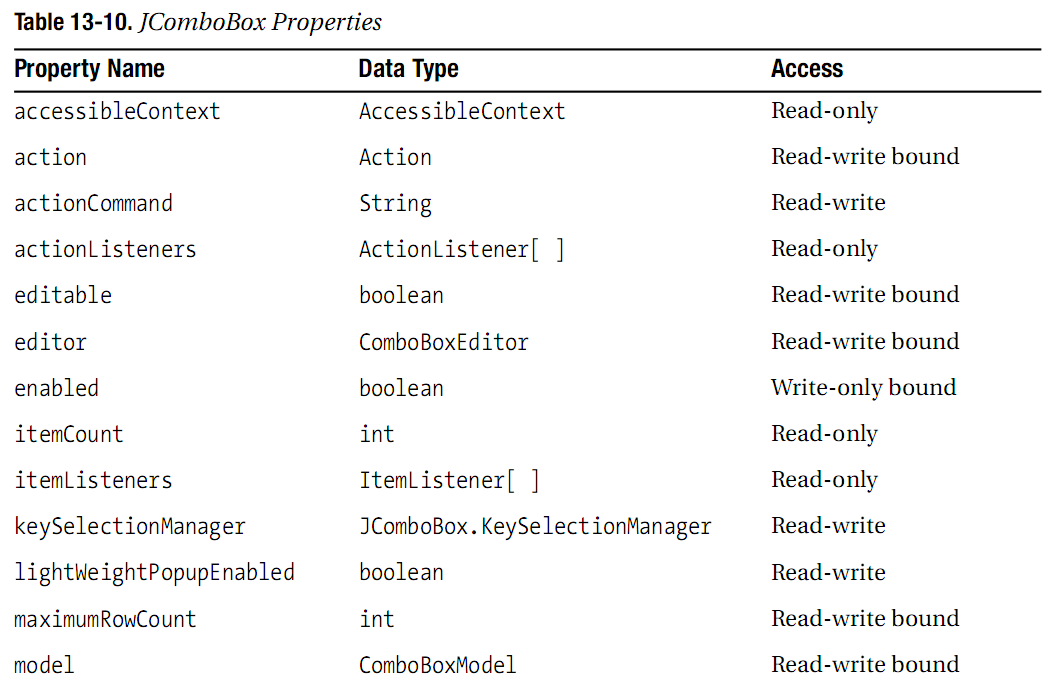 Table 13-10. JComboBox Properties
Property Name Data Type Access
accessibleContext AccessibleContext Read-only
action Action Read-write bound
actionCommand String Read-write
actionListeners ActionListener[ ] Read-only
editable boolean Read-write bound
editor ComboBoxEditor Read-write bound
enabled boolean Write-only bound
itemCount int Read-only
itemListeners ItemListener[ ] Read-only
keySelectionManager JComboBox.KeySelectionManager Read-write
lightWeightPopupEnabled boolean Read-write
maximumRowCount int Read-write bound
model ComboBoxModel Read-write bound